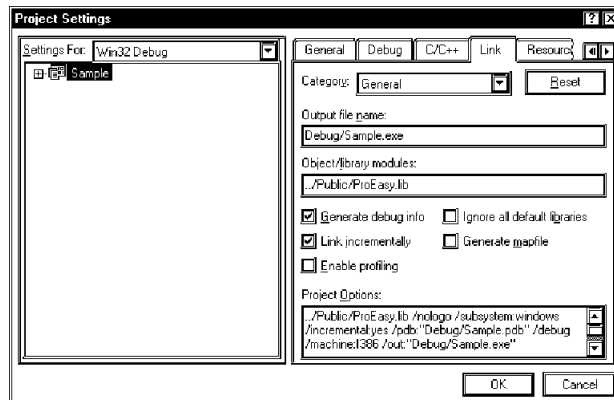 Project Settings
Settings For: Win32 Debug
Sample
General Debug C/C++ Link Resourc
Category: General Reset
Output file name:
Debug/Sample.exe
Object/library modules:
../Public/ProEasy.lib
Generate debug info Ignore all default libraries
Link incrementally Generate mapfile
Enable profiling
Project Options:
../Public/ProEasy.lib /nologo /subsystem:windows
/incremental:yes /pdb:"Debug/Sample.pdb" /debug
/machine:I386 /out:"Debug/Sample.exe"
OK Cancel